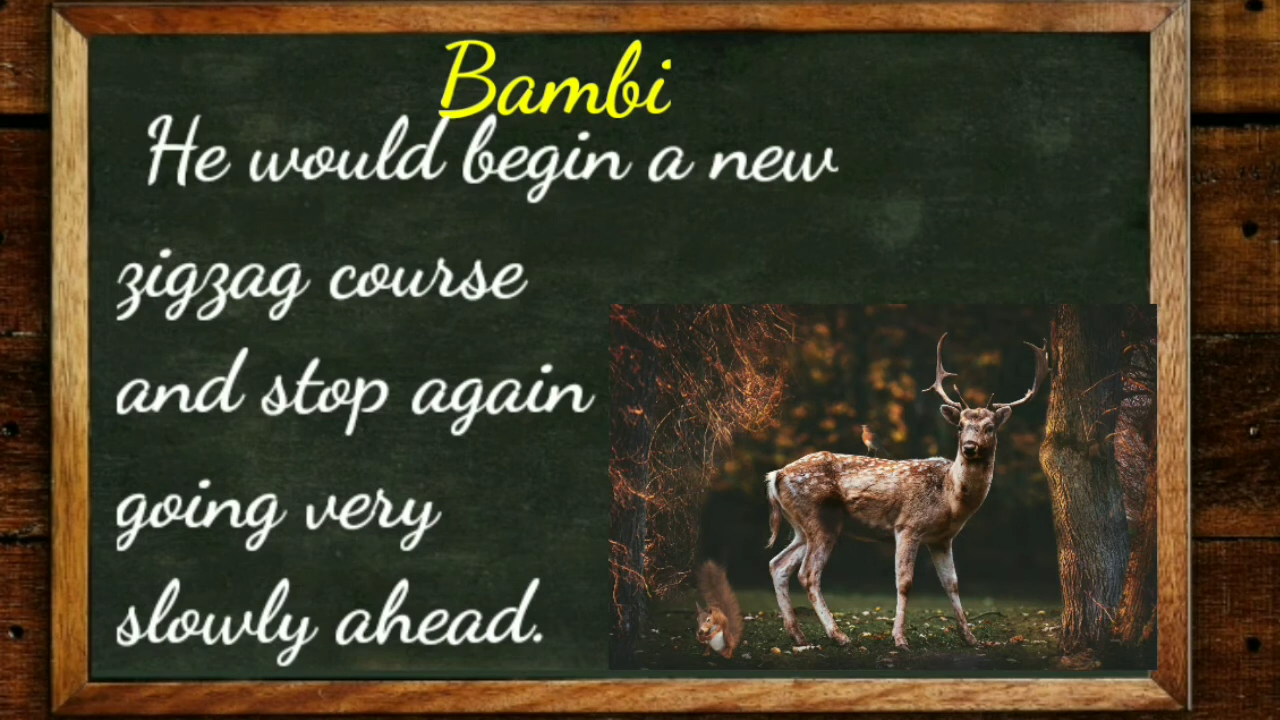 Bambi
He would begin a new
zigzag course
and stop again
going very
slowly ahead.